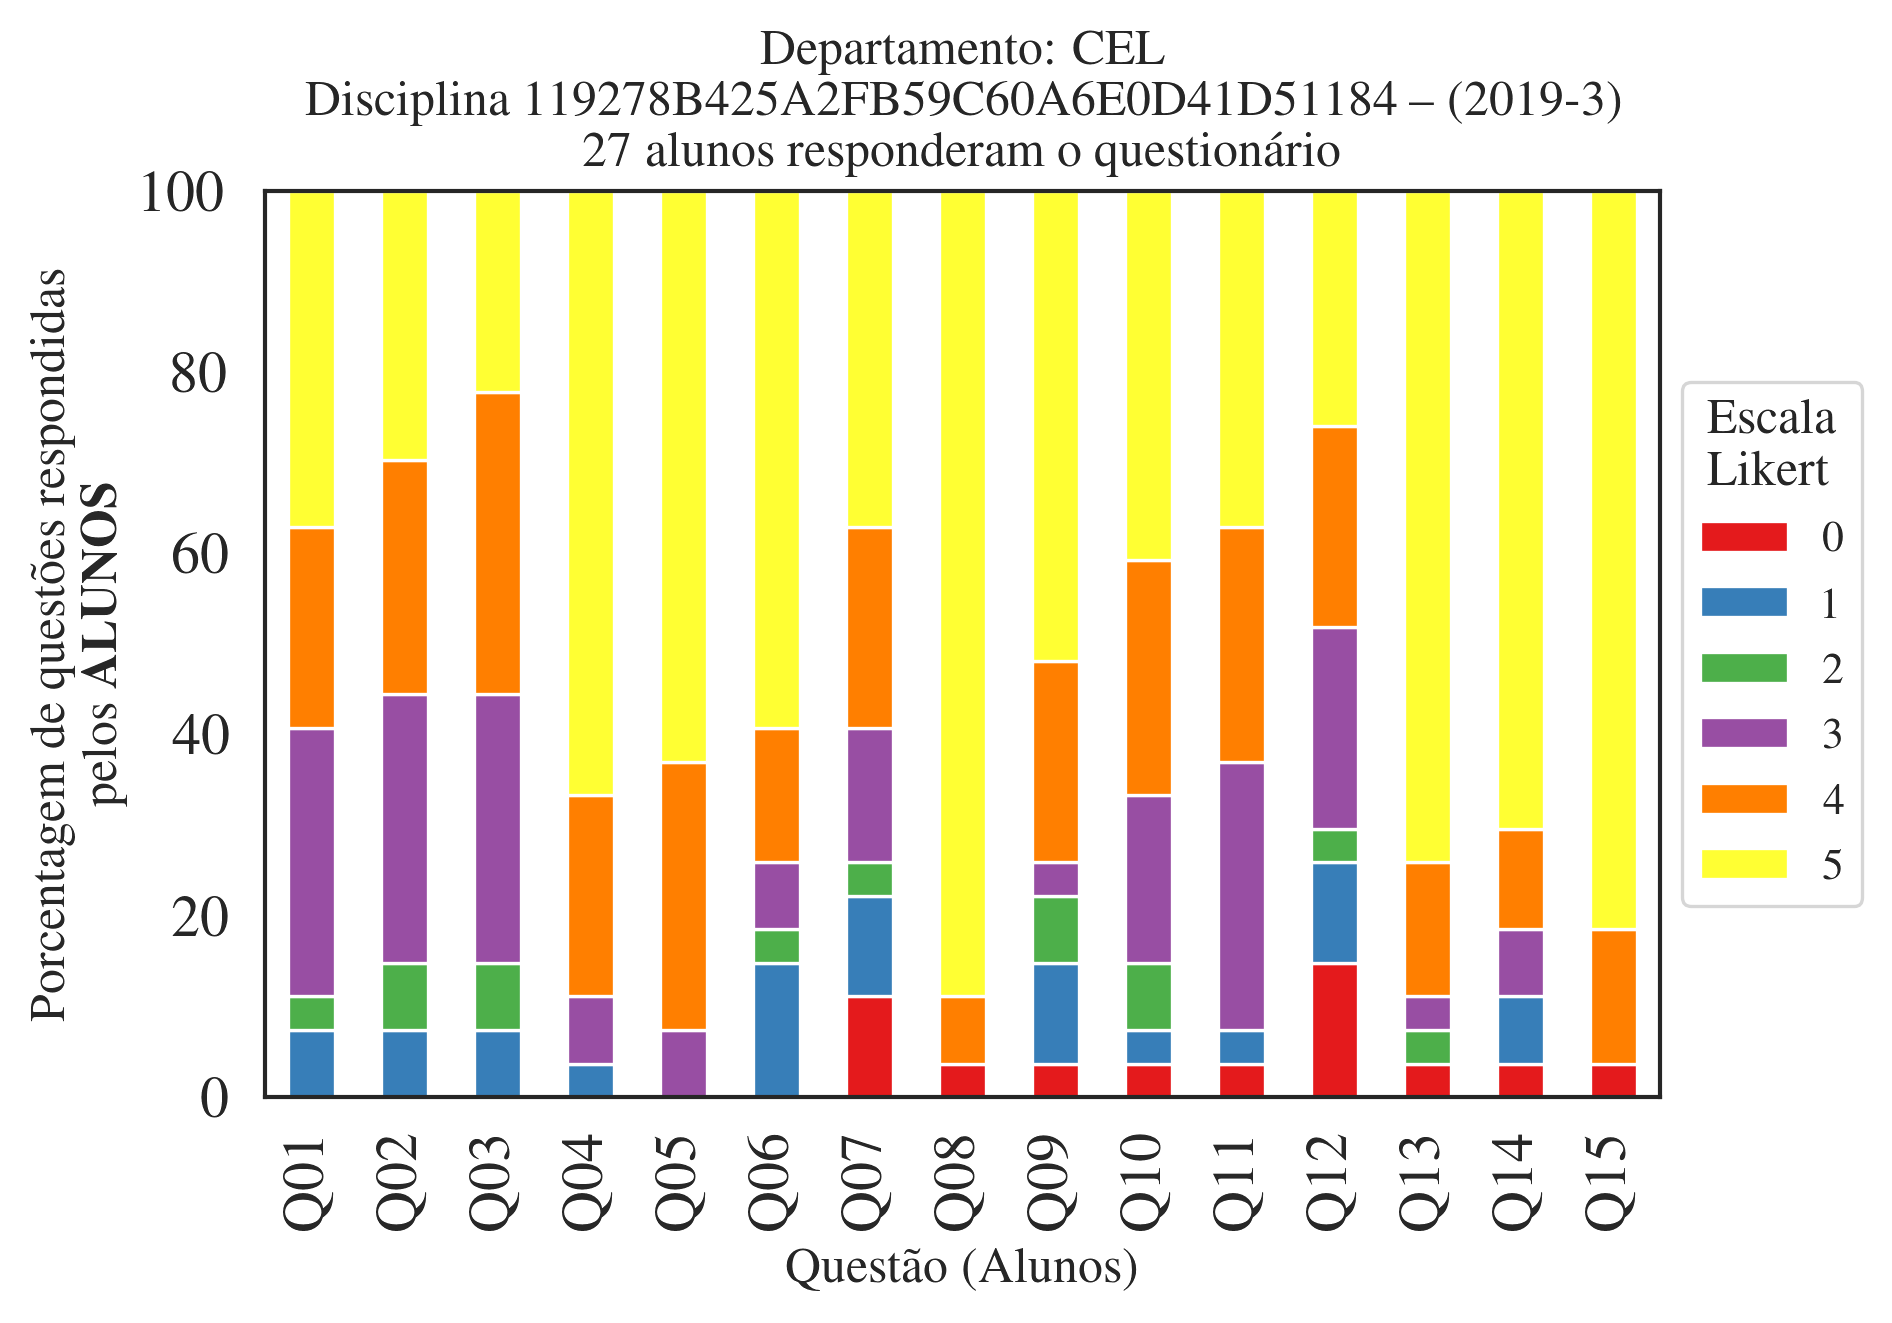 Departamento: CEL
Disciplina 119278B425A2FB59C60A6E0D41D51184 – (2019-3)
27 alunos responderam o questionário
Porcentagem de questões respondidas
pelos ALUNOS
100
80
60
40
20
0
Q01
Q02
Q03
Q04
Q05
Q06
Q07
Q08
Q09
Q10
Q11
Q12
Q13
Q14
Q15
Questão (Alunos)
Escala
Likert
0
1
2
3
4
5